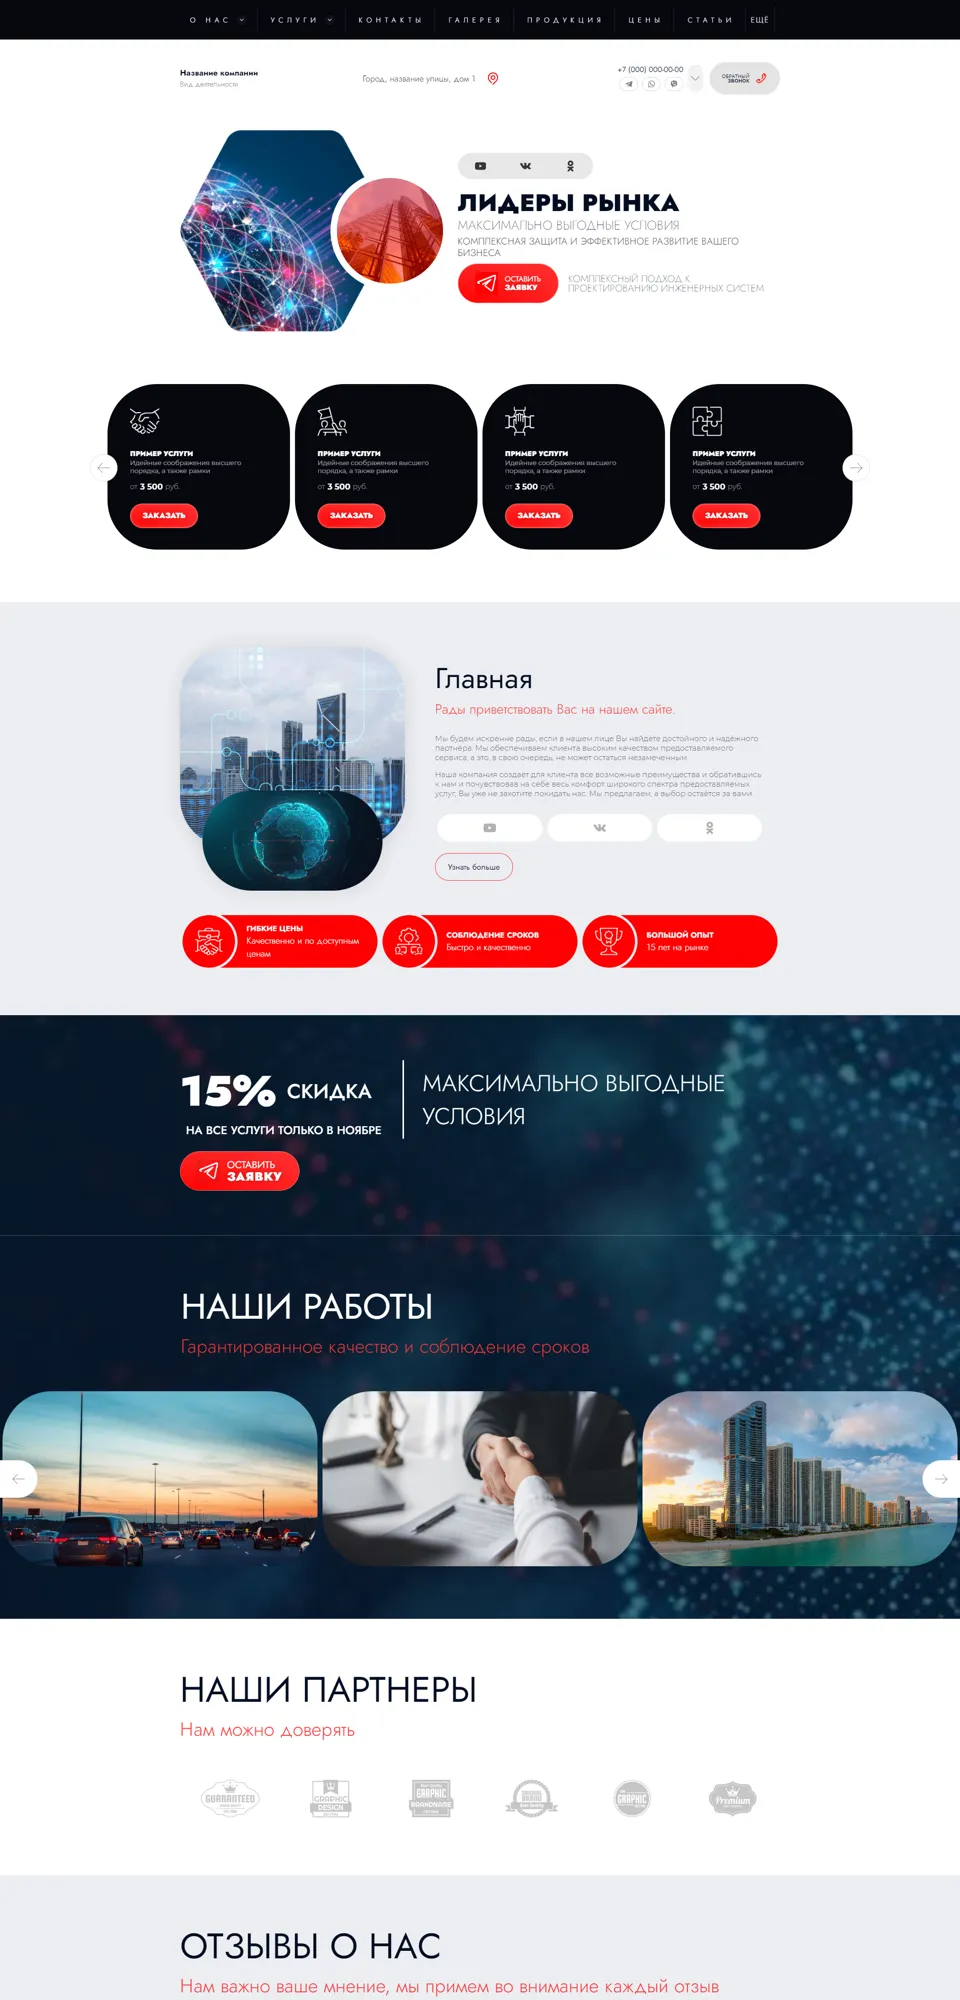 О НАС УСЛУГИ КОНТАКТЫ ГАЛЕРЕЯ ПРОДУКЦИЯ ЦЕНЫ СТАТЬИ ЕЩЁ
Название компании
Вид деятельности
Город, название улицы, дом 1
+7 (000) 000-00-00
ОБРАТНЫЙ
ЗВОНОК
ЛИДЕРЫ РЫНКА
МАКСИМАЛЬНО ВЫГОДНЫЕ УСЛОВИЯ
КОМПЛЕКСНАЯ ЗАЩИТА И ЭФФЕКТИВНОЕ РАЗВИТИЕ ВАШЕГО
БИЗНЕСА
ОСТАВИТЬ
ЗАЯВКУ
КОМПЛЕКСНЫЙ ПОДХОД К
ПРОЕКТИРОВАНИЮ ИНЖЕНЕРНЫХ СИСТЕМ
ПРИМЕР УСЛУГИ
Идейные соображения высшего
порядка, а также рамки
от 3 500 руб.
ЗАКАЗАТЬ
ПРИМЕР УСЛУГИ
Идейные соображения высшего
порядка, а также рамки
от 3 500 руб.
ЗАКАЗАТЬ
ПРИМЕР УСЛУГИ
Идейные соображения высшего
порядка, а также рамки
от 3 500 руб.
ЗАКАЗАТЬ
ПРИМЕР УСЛУГИ
Идейные соображения высшего
порядка, а также рамки
от 3 500 руб.
ЗАКАЗАТЬ
Главная
Рады приветствовать Вас на нашем сайте.
Мы будем искренне рады, если в нашем лице Вы найдете достойного и надежного
партнёра. Мы обеспечиваем клиента высоким качеством предоставляемого
сервиса, а это, в свою очередь, не может остаться незамеченным.
Наша компания создаёт для клиента все возможные преимущества и обратившись
к нам и почувствовав на себе весь комфорт широкого спектра предоставляемых
услуг, Вы уже не захотите покидать нас. Мы предлагаем, а выбор остаётся за вами.
Узнать больше
ГИБКИЕ ЦЕНЫ
Качественно и по доступным
ценам
СОБЛЮДЕНИЕ СРОКОВ
Быстро и качественно
БОЛЬШОЙ ОПЫТ
15 лет на рынке
15% СКИДКА
НА ВСЕ УСЛУГИ ТОЛЬКО В НОЯБРЕ
МАКСИМАЛЬНО ВЫГОДНЫЕ
УСЛОВИЯ
ОСТАВИТЬ
ЗАЯВКУ
НАШИ РАБОТЫ
Гарантированное качество и соблюдение сроков
НАШИ ПАРТНЕРЫ
Нам можно доверять
GUARANTEED
GRAPHIC
DESIGN
GRAPHIC
BRANDNAME
ORIGINAL
BRAND
GRAPHIC
Premium
ОТЗЫВЫ О НАС
Нам важно ваше мнение, мы примем во внимание каждый отзыв